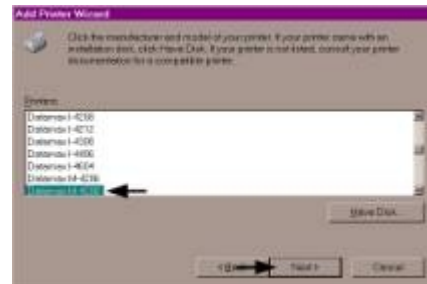 Add Printer Wizard
Click the manufacturer and model of your printer. If your printer came with an
installation disk, click Have Disk. If your printer is not listed, consult your printer
documentation for a compatible printer.
Printers:
Datamax I-4208
Datamax I-4212
Datamax I-4308
Datamax I-4406
Datamax I-4604
Datamax M-4206
Datamax
Have Disk...
Next >
Cancel